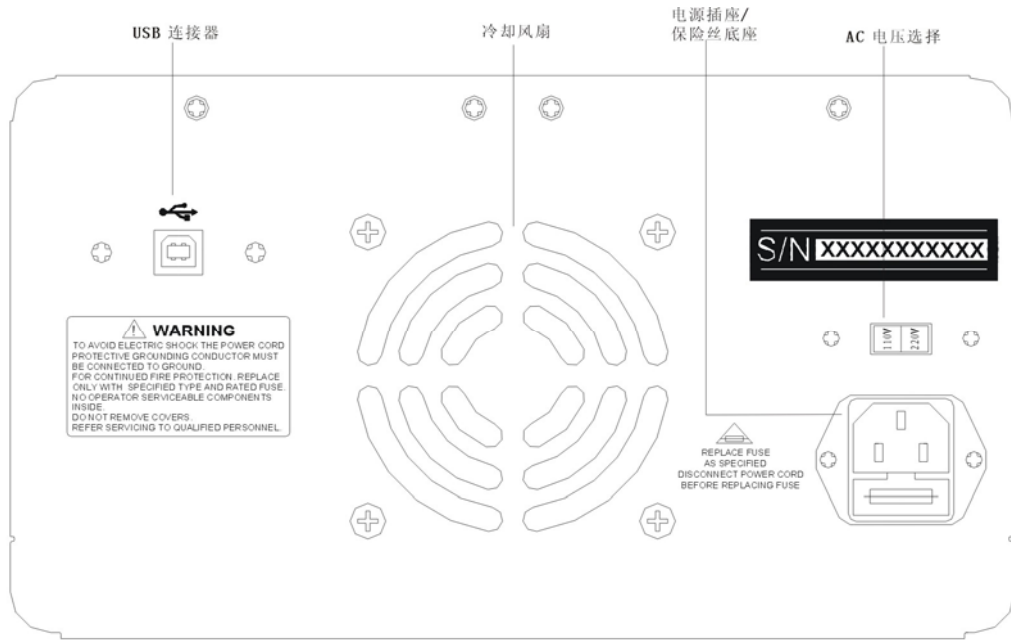 USB 连接器
冷却风扇
电源插座/
保险丝底座
AC 电压选择
S/N XXXXXXXXXXX
WARNING
TO AVOID ELECTRIC SHOCK THE POWER CORD
PROTECTIVE GROUNDING CONDUCTOR MUST
BE CONNECTED TO GROUND.
FOR CONTINUED FIRE PROTECTION. REPLACE
ONLY WITH SPECIFIED TYPE AND RATED FUSE.
NO OPERATOR SERVICEABLE COMPONENTS
INSIDE.
DO NOT REMOVE COVERS.
REFER SERVICING TO QUALIFIED PERSONNEL.
110V
220V
REPLACE FUSE
AS SPECIFIED
DISCONNECT POWER CORD
BEFORE REPLACING FUSE